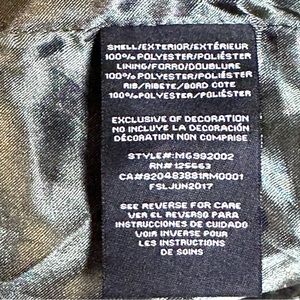 SHELL/EXTERIOR/EXTÉRIEUR
100% POLYESTER/POLIÉSTER
LINING/FORRO/DOUBLURE
100% POLYESTER/POLIÉSTER
RIB/RIBETE/BORD COTE
100% POLYESTER/POLIÉSTER
EXCLUSIVE OF DECORATION
NO INCLUYE LA DECORACIÓN
DÉCORATION NON COMPRISE
STYLE#: MG992002
RN# 125663
CA#82048388IRM0001
FSLJUN2017
SEE REVERSE FOR CARE
VER EL REVERSO PARA
INSTRUCCIONES DE CUIDADO
VOIR INVERSE POUR
LES INSTRUCTIONS
DE SOINS